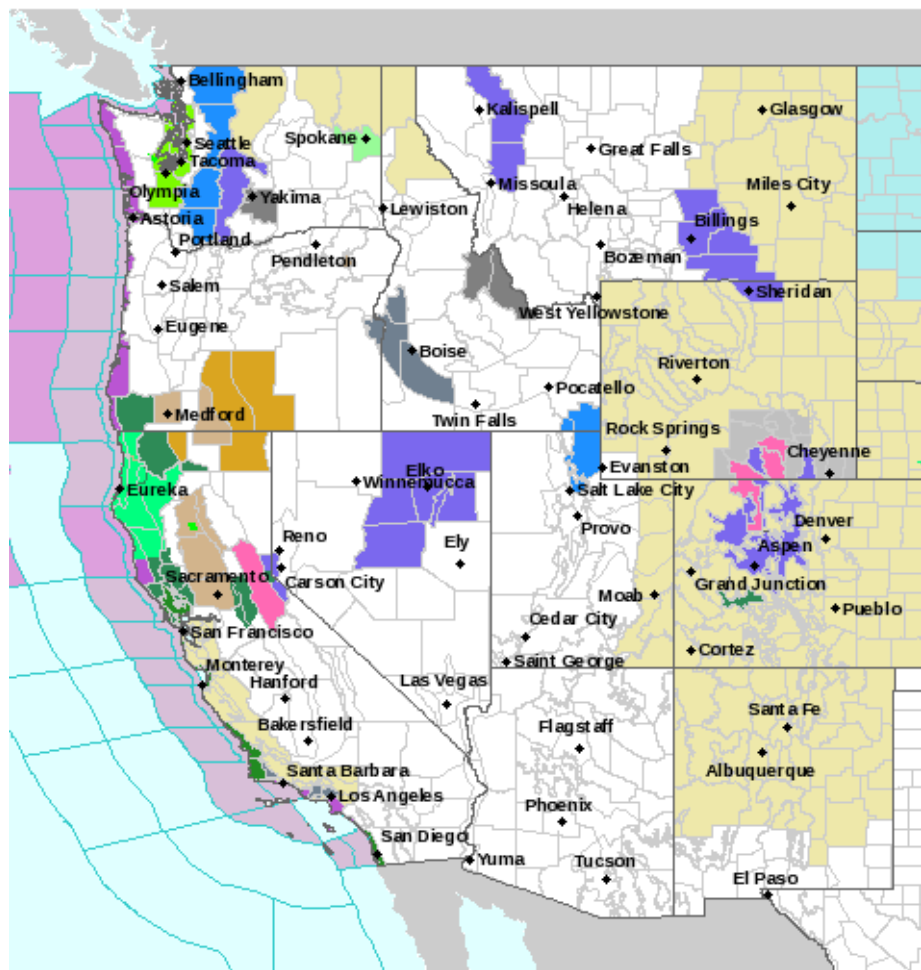 Bellingham
Kalispell
Glasgow
Spokane
Seattle
Great Falls
Tacoma
Missoula
Miles City
Olympia
Yakima
Lewiston
Helena
Astoria
Billings
Portland
Pendleton
Bozeman
Salem
Sheridan
West Yellowstone
Eugene
Boise
Riverton
Pocatello
Medford
Twin Falls
Rock Springs
Cheyenne
Elko
Evanston
Eureka
Winnemucca
Salt Lake City
Provo
Denver
Reno
Ely
Aspen
Sacramento
Carson City
Grand Junction
Moab
Pueblo
San Francisco
Cedar City
Cortez
Monterey
Saint George
Hanford
Las Vegas
Santa Fe
Bakersfield
Flagstaff
Albuquerque
Santa Barbara
Los Angeles
Phoenix
San Diego
Yuma
Tucson
El Paso